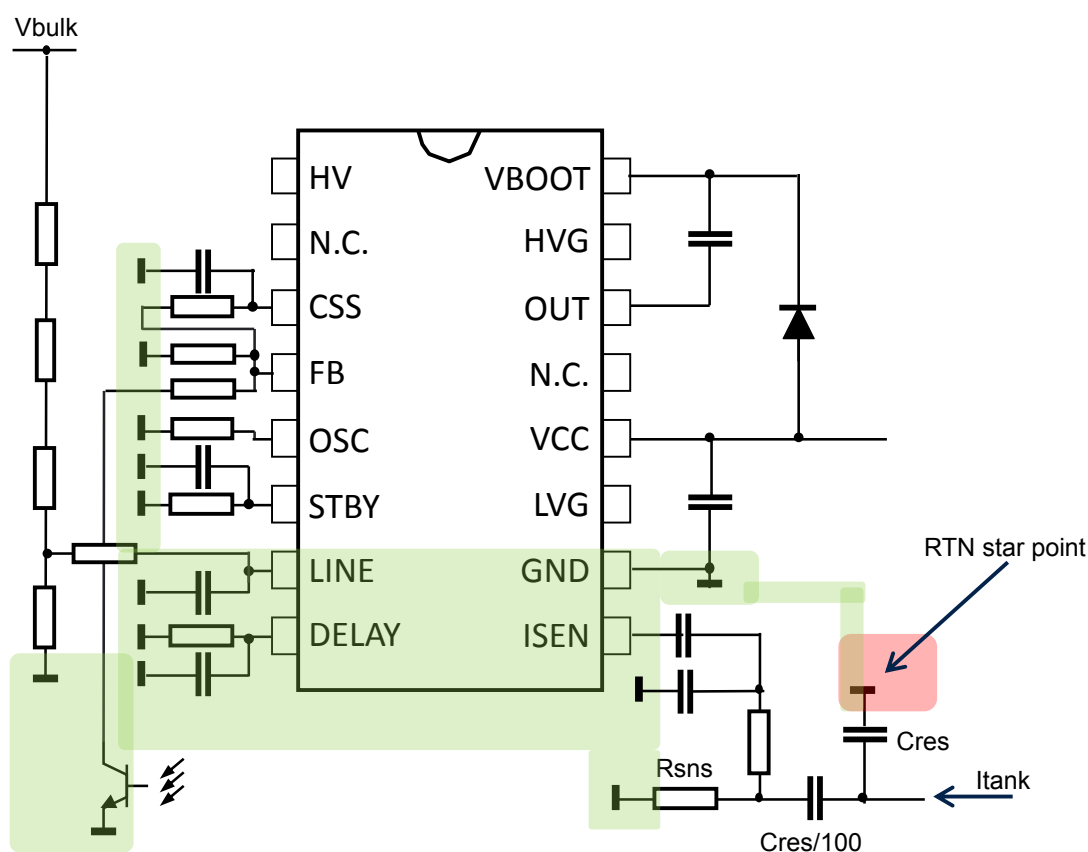 Vbulk
HV
VBOOT
N.C.
HVG
CSS
OUT
FB
N.C.
OSC
VCC
STBY
LVG
LINE
GND
RTN star point
DELAY
ISEN
Cres
Rsns
Itank
Cres/100